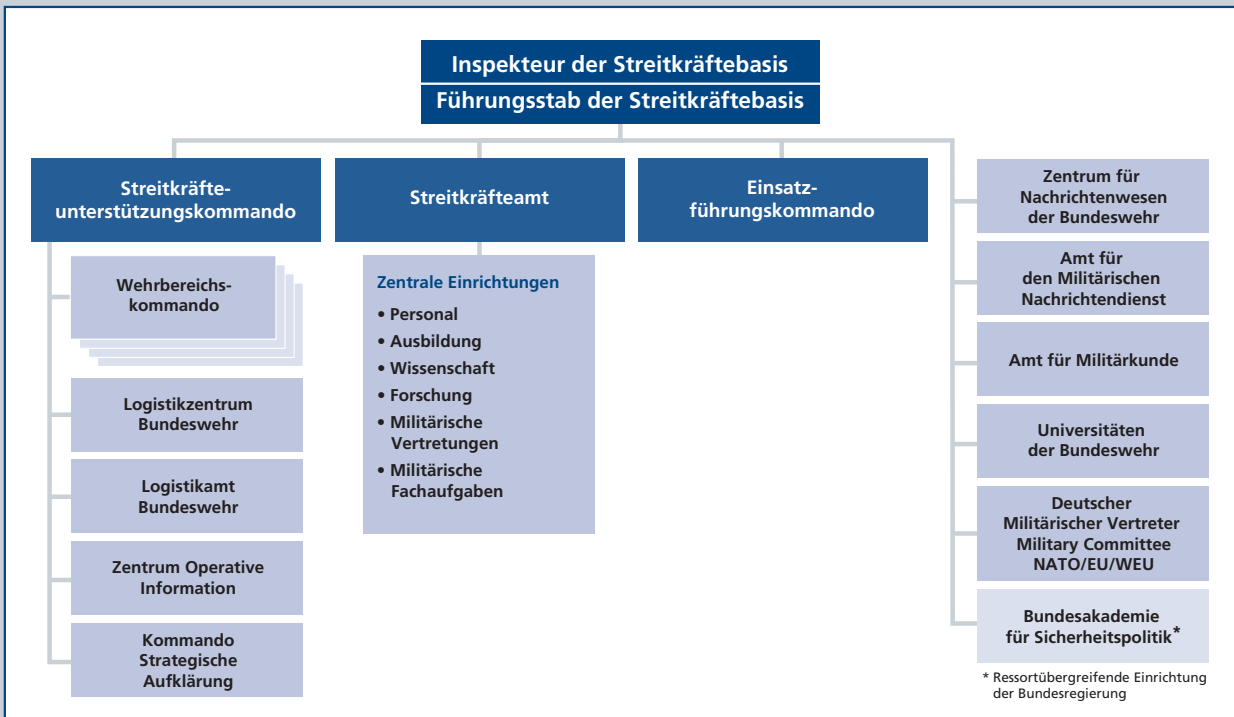 Inspekteur der Streitkräftebasis
Führungsstab der Streitkräftebasis
Streitkräfte-
unterstützungskommando
Wehrbereichs-
kommando
Logistikzentrum
Bundeswehr
Logistikamt
Bundeswehr
Zentrum Operative
Information
Kommando
Strategische
Aufklärung
Streitkräfteamt
Zentrale Einrichtungen
• Personal
• Ausbildung
• Wissenschaft
• Forschung
• Militärische
Vertretungen
• Militärische
Fachaufgaben
Einsatz-
führungskommando
Zentrum für
Nachrichtenwesen
der Bundeswehr
Amt für
den Militärischen
Nachrichtendienst
Amt für Militärkunde
Universitäten
der Bundeswehr
Deutscher
Militärischer Vertreter
Military Committee
NATO/EU/WEU
Bundesakademie
für Sicherheitspolitik*
* Ressortübergreifende Einrichtung
der Bundesregierung